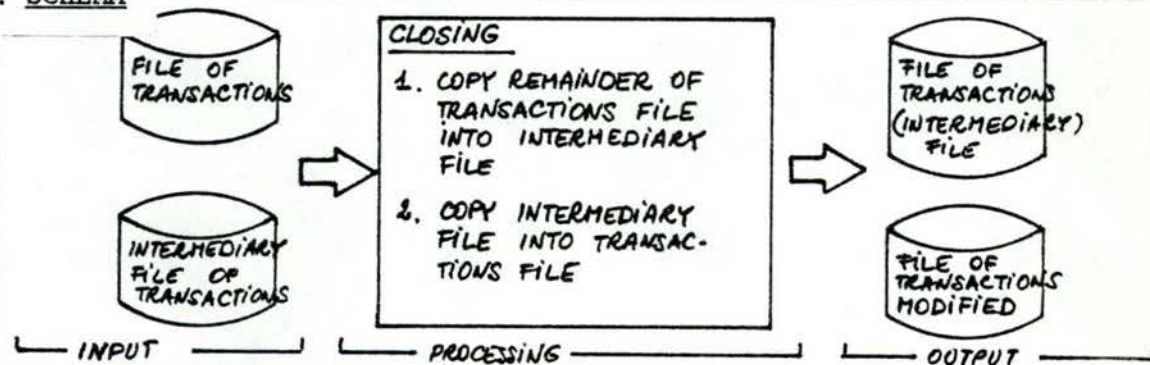 SCHEMA
FILE OF
TRANSACTIONS
INTERMEDIARY
FILE OF
TRANSACTIONS
INPUT
CLOSING
1. COPY REMAINDER OF
TRANSACTIONS FILE
INTO INTERMEDIARY
FILE
2. COPY INTERMEDIARY
FILE INTO TRANSAC-
TIONS FILE
PROCESSING
FILE OF
TRANSACTIONS
(INTERMEDIARY)
FILE
FILE OF
TRANSACTIONS
MODIFIED
OUTPUT